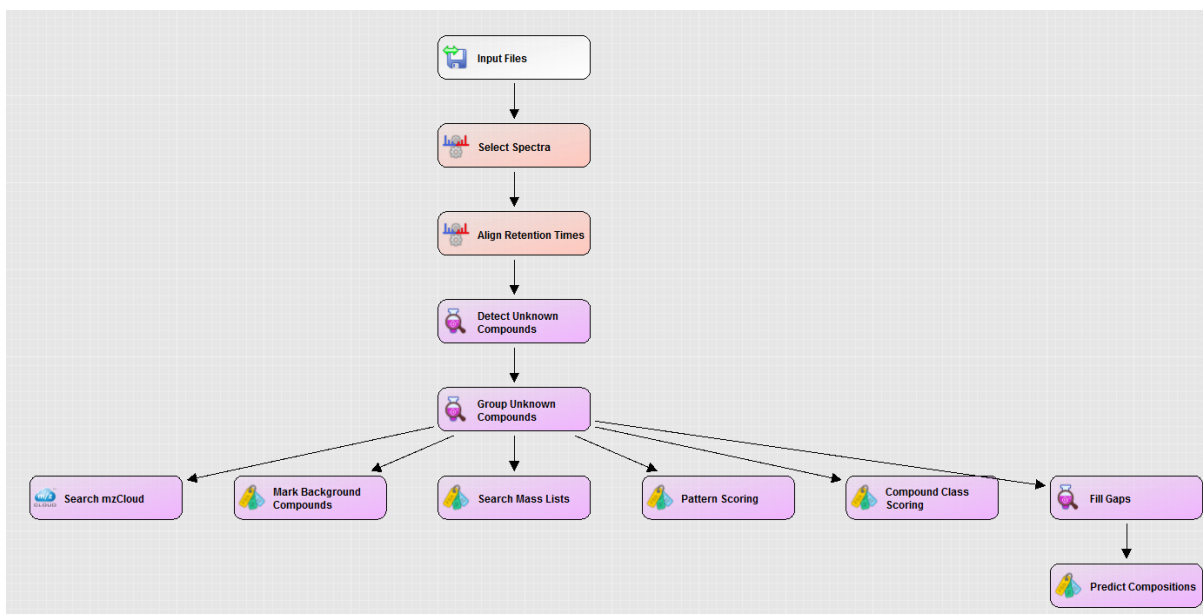 Input Files
Select Spectra
Align Retention Times
Detect Unknown
Compounds
Group Unknown
Compounds
CLOUD
Search mzCloud
Mark Background
Compounds
Search Mass Lists
Pattern Scoring
Compound Class
Scoring
Fill Gaps
Predict Compositions